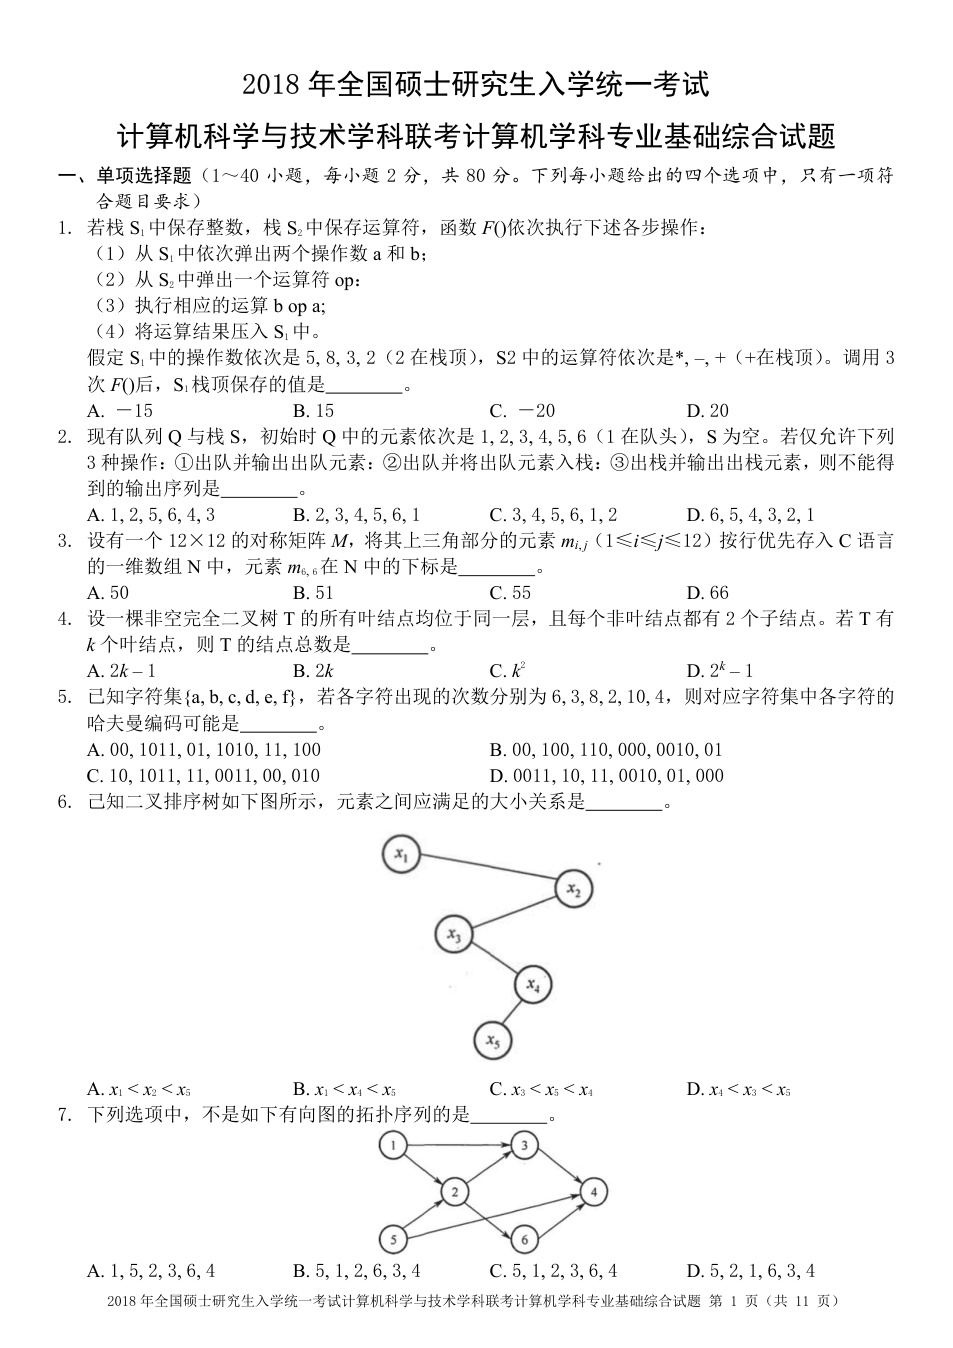 2018 年全国硕士研究生入学统一考试
计算机科学与技术学科联考计算机学科专业基础综合试题
一、单项选择题（1～40 小题，每小题 2 分，共 80 分。下列每小题给出的四个选项中，只有一项符
合题目要求）
1. 若栈 S₁中保存整数，栈 S₂中保存运算符，函数 F()依次执行下述各步操作：
（1）从 S₁中依次弹出两个操作数 a 和 b；
（2）从 S₂中弹出一个运算符 op：
（3）执行相应的运算 b op a;
（4）将运算结果压入 S₁中。
假定 S₁中的操作数依次是 5, 8, 3, 2（2 在栈顶），S2 中的运算符依次是*, –, +（+在栈顶）。调用 3
次 F()后，S₁栈顶保存的值是________。
A. －15 B. 15 C. －20 D. 20
2. 现有队列 Q 与栈 S，初始时 Q 中的元素依次是 1, 2, 3, 4, 5, 6（1 在队头），S 为空。若仅允许下列
3 种操作：①出队并输出出队元素：②出队并将出队元素入栈：③出栈并输出出栈元素，则不能得
到的输出序列是________。
A. 1, 2, 5, 6, 4, 3 B. 2, 3, 4, 5, 6, 1 C. 3, 4, 5, 6, 1, 2 D. 6, 5, 4, 3, 2, 1
3. 设有一个 12×12 的对称矩阵 M，将其上三角部分的元素 mᵢ,ⱼ（1≤i≤j≤12）按行优先存入 C 语言
的一维数组 N 中，元素 m₆,₆在 N 中的下标是________。
A. 50 B. 51 C. 55 D. 66
4. 设一棵非空完全二叉树 T 的所有叶结点均位于同一层，且每个非叶结点都有 2 个子结点。若 T 有
k 个叶结点，则 T 的结点总数是________。
A. 2k – 1 B. 2k C. k² D. 2ᵏ – 1
5. 己知字符集{a, b, c, d, e, f}，若各字符出现的次数分别为 6, 3, 8, 2, 10, 4，则对应字符集中各字符的
哈夫曼编码可能是________。
A. 00, 1011, 01, 1010, 11, 100 B. 00, 100, 110, 000, 0010, 01
C. 10, 1011, 11, 0011, 00, 010 D. 0011, 10, 11, 0010, 01, 000
6. 己知二叉排序树如下图所示，元素之间应满足的大小关系是________。
x₁
x₂
x₃
x₄
x₅
A. x₁ < x₂ < x₅ B. x₁ < x₄ < x₅ C. x₃ < x₅ < x₄ D. x₄ < x₃ < x₅
7. 下列选项中，不是如下有向图的拓扑序列的是________。
1 3
2 4
5 6
A. 1, 5, 2, 3, 6, 4 B. 5, 1, 2, 6, 3, 4 C. 5, 1, 2, 3, 6, 4 D. 5, 2, 1, 6, 3, 4
2018 年全国硕士研究生入学统一考试计算机科学与技术学科联考计算机学科专业基础综合试题 第 1 页（共 11 页）